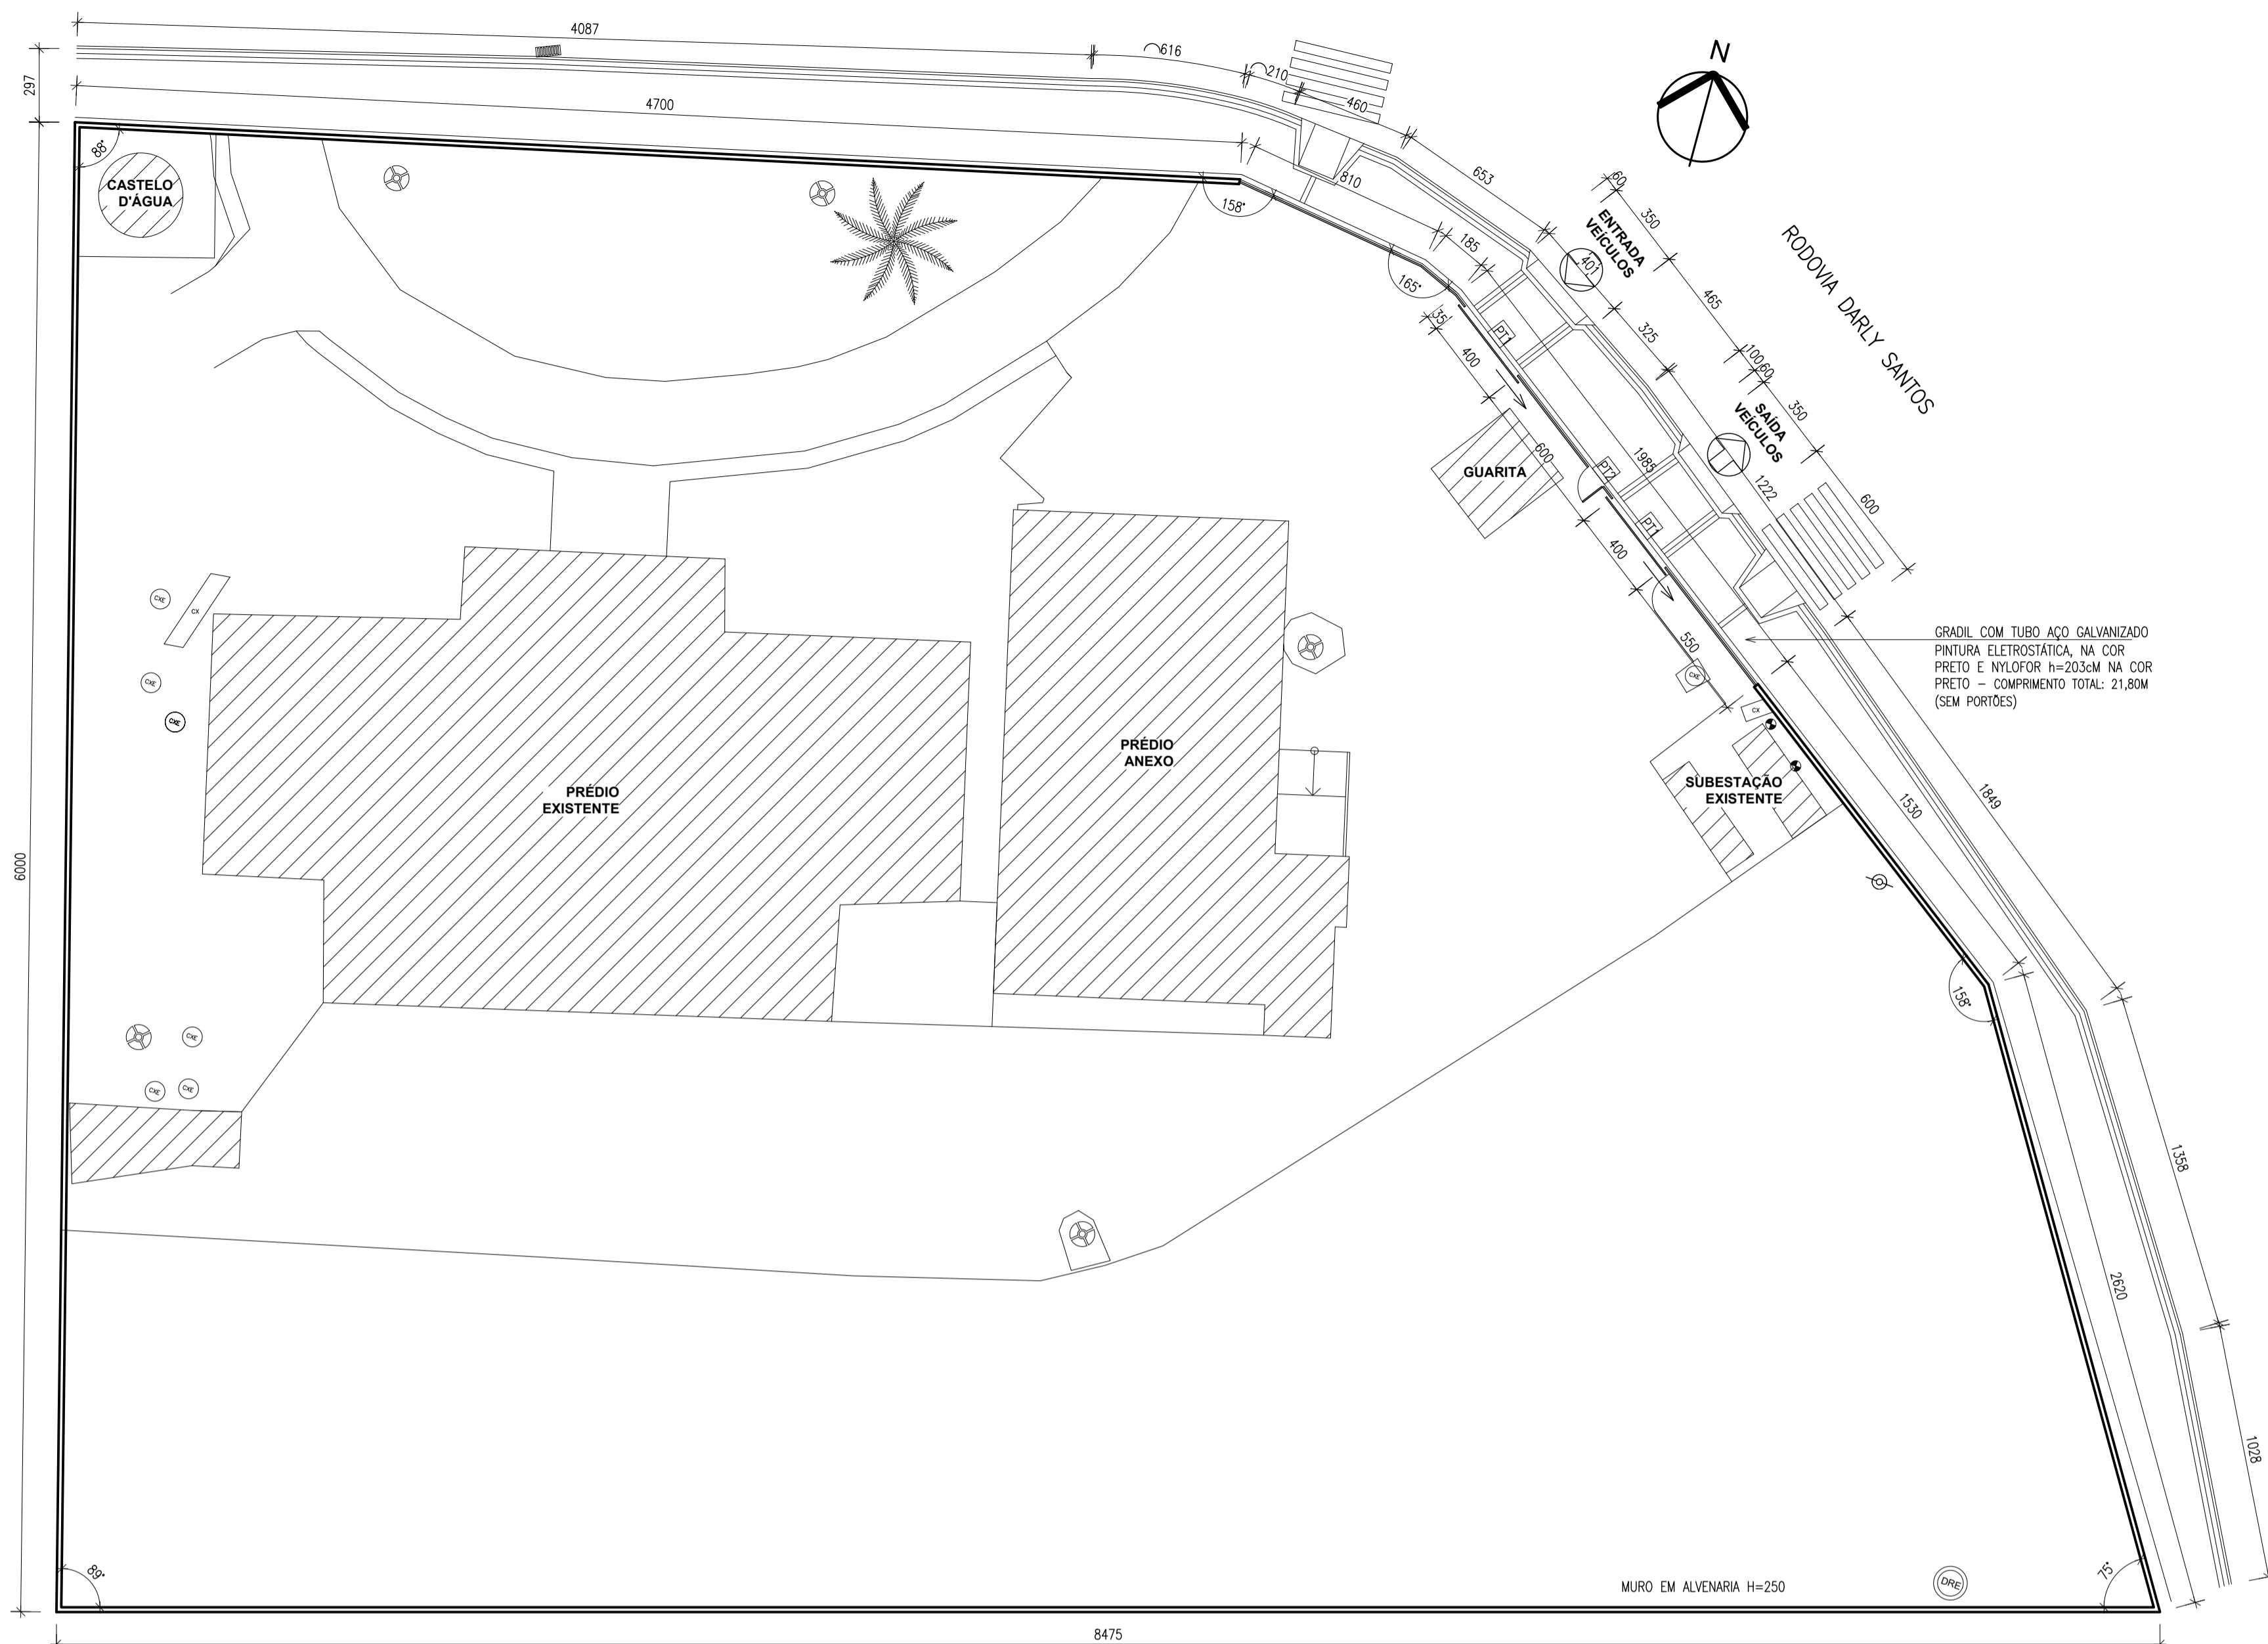 4087
616
210
460
297
4700
N
88°
CASTELO
D'ÁGUA
158°
810
653
60
350
ENTRADA
VEÍCULOS
RODOVIA DARLY SANTOS
185
401
165°
465
35
PT1
325
100
60
400
350
SAÍDA
VEÍCULOS
GUARITA
600
PT2
1985
1222
600
PT1
400
CXE
CX
GRADIL COM TUBO AÇO GALVANIZADO
PINTURA ELETROSTÁTICA, NA COR
PRETO E NYLOFOR h=203cM NA COR
PRETO – COMPRIMENTO TOTAL: 21,80M
(SEM PORTÕES)
550
CXE
CXE
CX
CXE
PRÉDIO
ANEXO
SUBESTAÇÃO
EXISTENTE
PRÉDIO
EXISTENTE
1530
1849
6000
158°
CXE
CXE
CXE
1358
2620
1028
89°
75°
MURO EM ALVENARIA H=250
DRE
8475